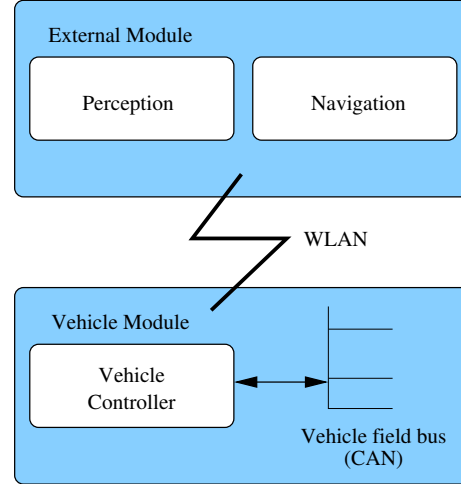 External Module
Perception
Navigation
WLAN
Vehicle Module
Vehicle
Controller
Vehicle field bus
(CAN)